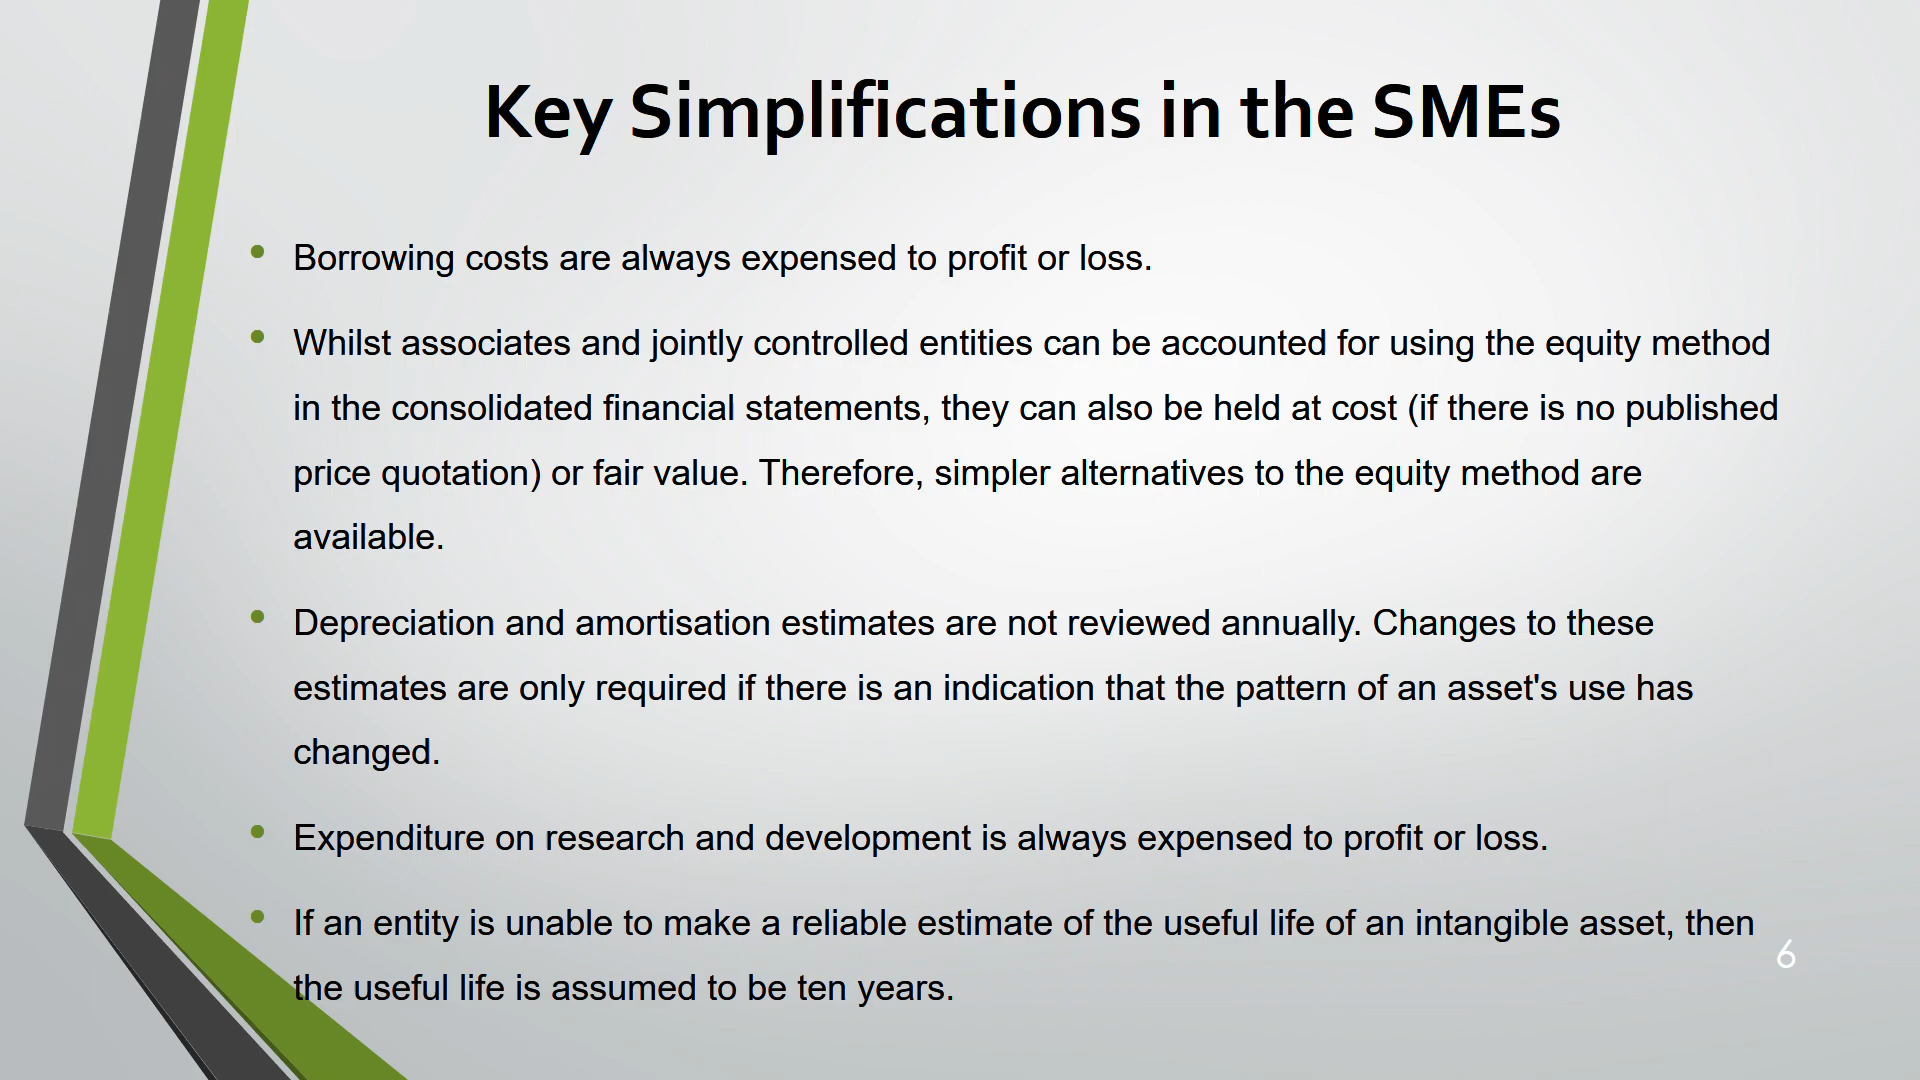 Key Simplifications in the SMEs
• Borrowing costs are always expensed to profit or loss.
• Whilst associates and jointly controlled entities can be accounted for using the equity method
in the consolidated financial statements, they can also be held at cost (if there is no published
price quotation) or fair value. Therefore, simpler alternatives to the equity method are
available.
• Depreciation and amortisation estimates are not reviewed annually. Changes to these
estimates are only required if there is an indication that the pattern of an asset's use has
changed.
• Expenditure on research and development is always expensed to profit or loss.
• If an entity is unable to make a reliable estimate of the useful life of an intangible asset, then
the useful life is assumed to be ten years.
6